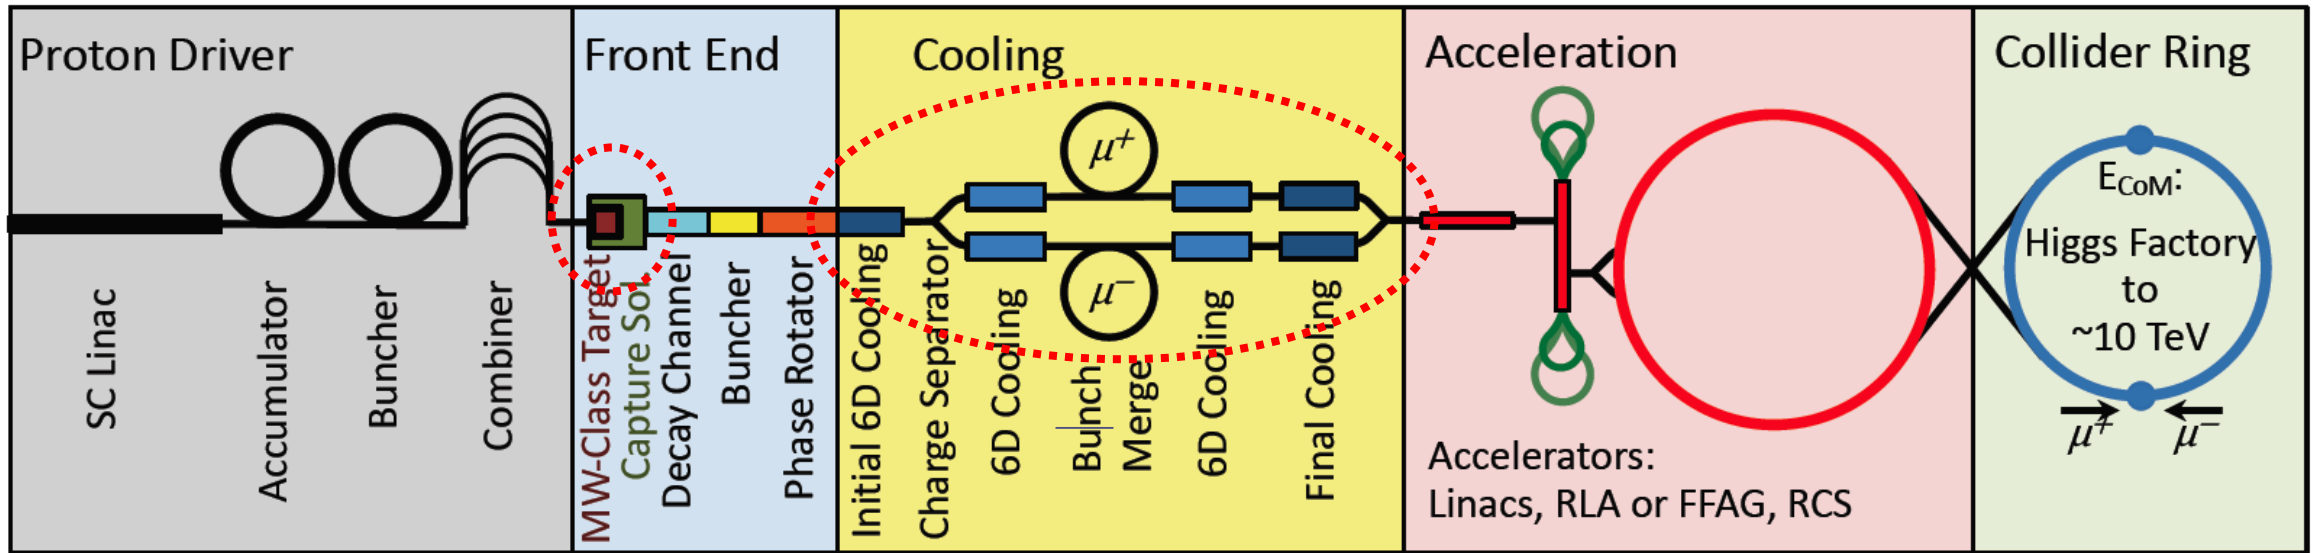 Proton Driver
SC Linac
Accumulator
Buncher
Combiner
Front End
MW-Class Target
Capture Sol.
Decay Channel
Buncher
Phase Rotator
Cooling
μ+
μ−
Initial 6D Cooling
Charge Separator
6D Cooling
Bunch
Merge
6D Cooling
Final Cooling
Acceleration
Accelerators:
Linacs, RLA or FFAG, RCS
Collider Ring
ECoM:
Higgs Factory
to
~10 TeV
μ+ μ−